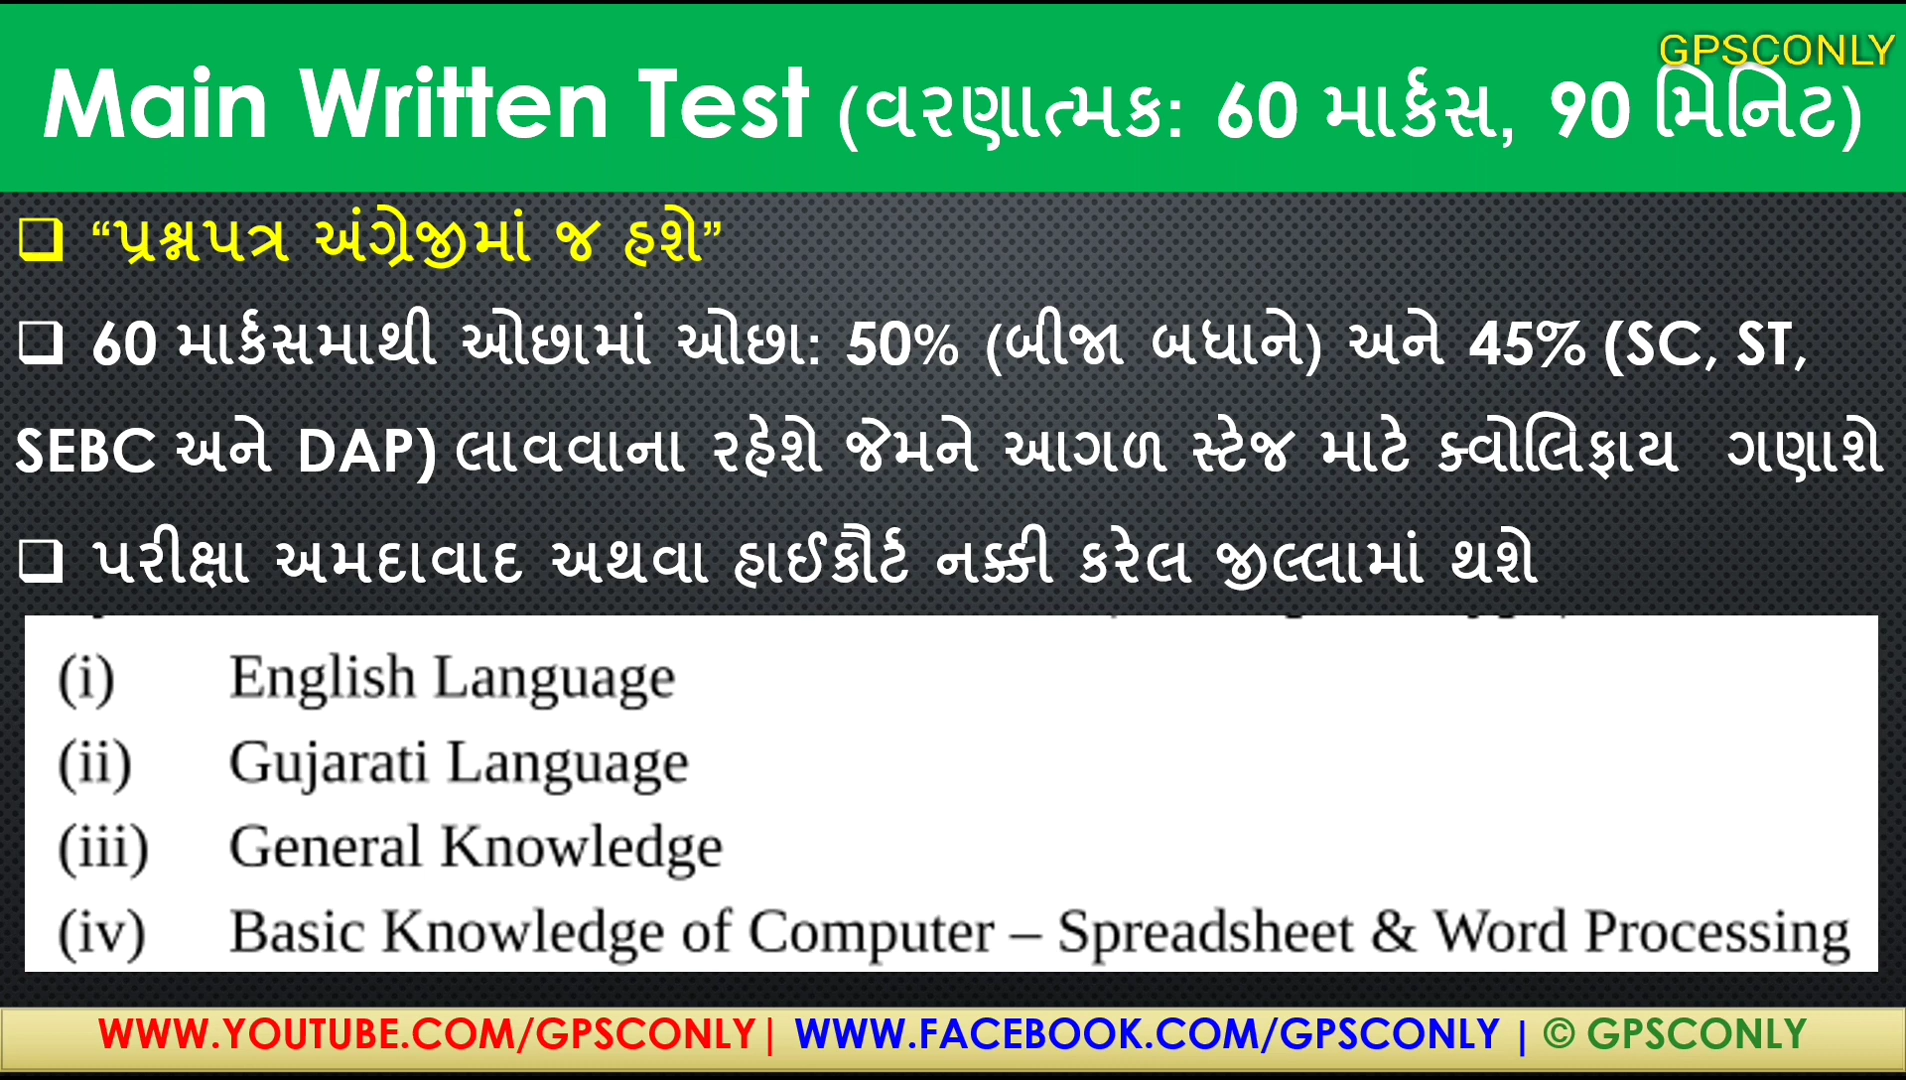 GPSCONLY
Main Written Test (વરણાત્મક: 60 માર્કસ, 90 મિનિટ)
“પ્રશ્નપત્ર અંગ્રેજીમાં જ હશે”
60 માર્કસમાથી ઓછામાં ઓછા: 50% (બીજા બધાને) અને 45% (SC, ST,
SEBC અને DAP) લાવવાના રહેશે જેમને આગળ સ્ટેજ માટે ક્વોલિફાય ગણાશે
પરીક્ષા અમદાવાદ અથવા હાઈકૌર્ટ નક્કી કરેલ જીલ્લામાં થશે
(i) English Language
(ii) Gujarati Language
(iii) General Knowledge
(iv) Basic Knowledge of Computer – Spreadsheet & Word Processing
WWW.YOUTUBE.COM/GPSCONLY| WWW.FACEBOOK.COM/GPSCONLY | © GPSCONLY